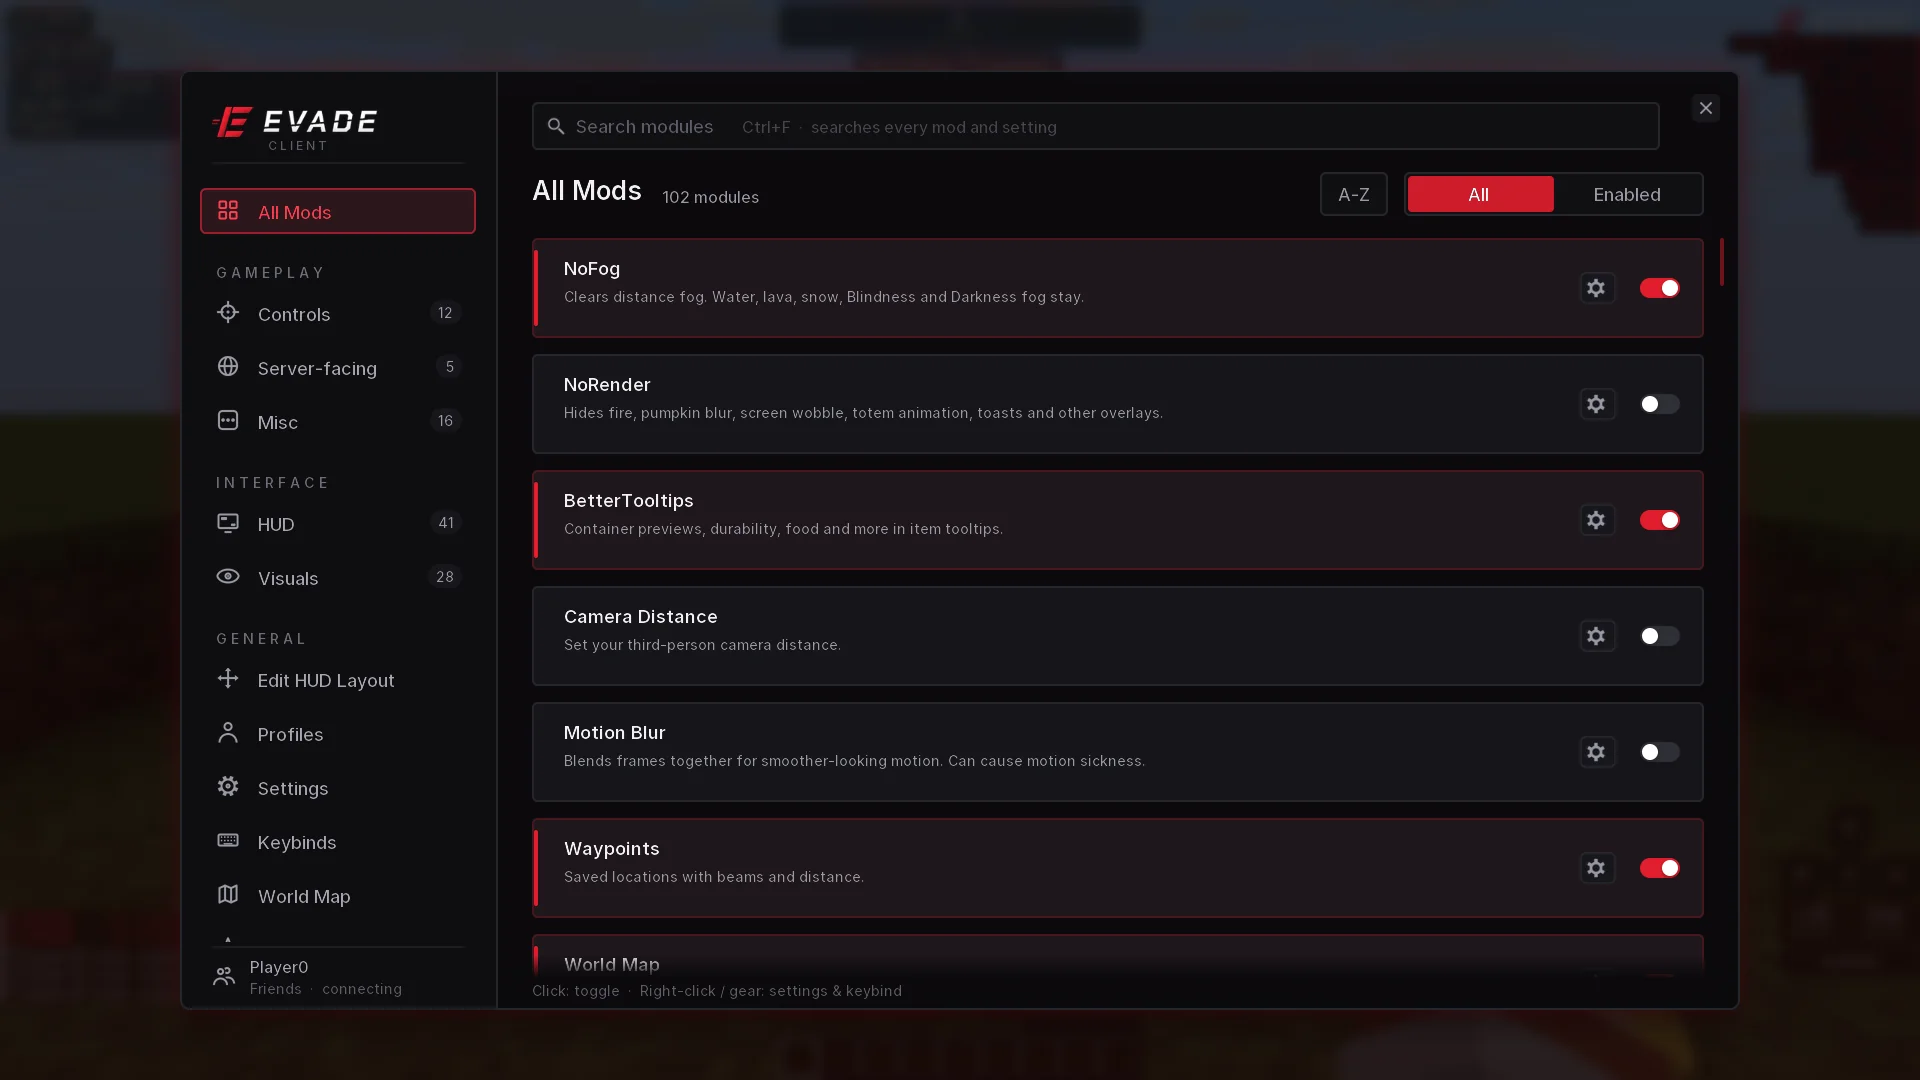 EVADE
CLIENT
Search modules Ctrl+F · searches every mod and setting
All Mods 102 modules
A-Z
All
Enabled
All Mods
GAMEPLAY
Controls 12
Server-facing 5
Misc 16
INTERFACE
HUD 41
Visuals 28
GENERAL
Edit HUD Layout
Profiles
Settings
Keybinds
World Map
Player0
Friends · connecting
NoFog
Clears distance fog. Water, lava, snow, Blindness and Darkness fog stay.
NoRender
Hides fire, pumpkin blur, screen wobble, totem animation, toasts and other overlays.
BetterTooltips
Container previews, durability, food and more in item tooltips.
Camera Distance
Set your third-person camera distance.
Motion Blur
Blends frames together for smoother-looking motion. Can cause motion sickness.
Waypoints
Saved locations with beams and distance.
World Map
Click: toggle · Right-click / gear: settings & keybind